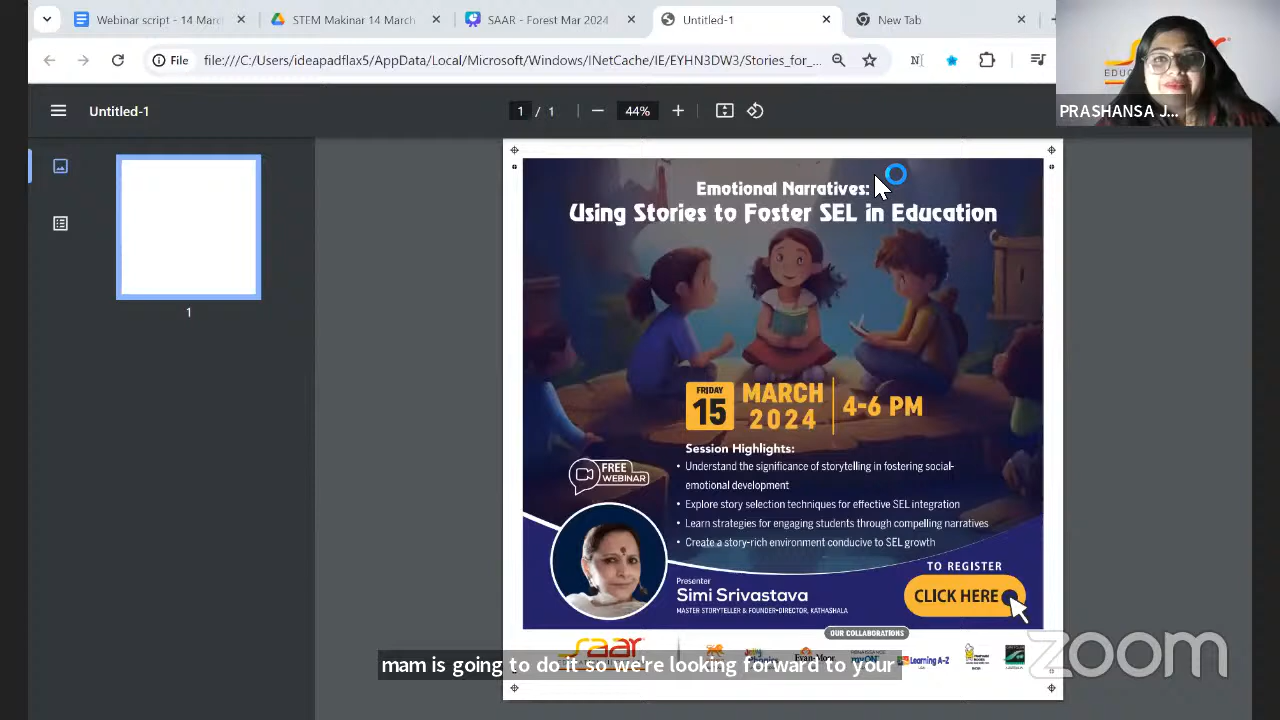 Webinar script - 14 Marc
STEM Makinar 14 March
SAAR - Forest Mar 2024
Untitled-1
New Tab
File
file:///C:/Users/ideapadflax5/AppData/Local/Microsoft/Windows/INetCache/IE/EYHN3DW3/Stories_for_...
Untitled-1
1 / 1
44%
PRASHANSA J...
1
Emotional Narratives:
Using Stories to Foster SEL in Education
FRIDAY
15
MARCH
2024
4-6 PM
Session Highlights:
• Understand the significance of storytelling in fostering social-
emotional development
• Explore story selection techniques for effective SEL integration
• Learn strategies for engaging students through compelling narratives
• Create a story-rich environment conducive to SEL growth
FREE
WEBINAR
Presenter
Simi Srivastava
MASTER STORYTELLER & FOUNDER-DIRECTOR, KATHASHALA
TO REGISTER
CLICK HERE
OUR COLLABORATIONS
saar
Evan-Moor
Learning A-Z
mam is going to do it so we're looking forward to your
zoom